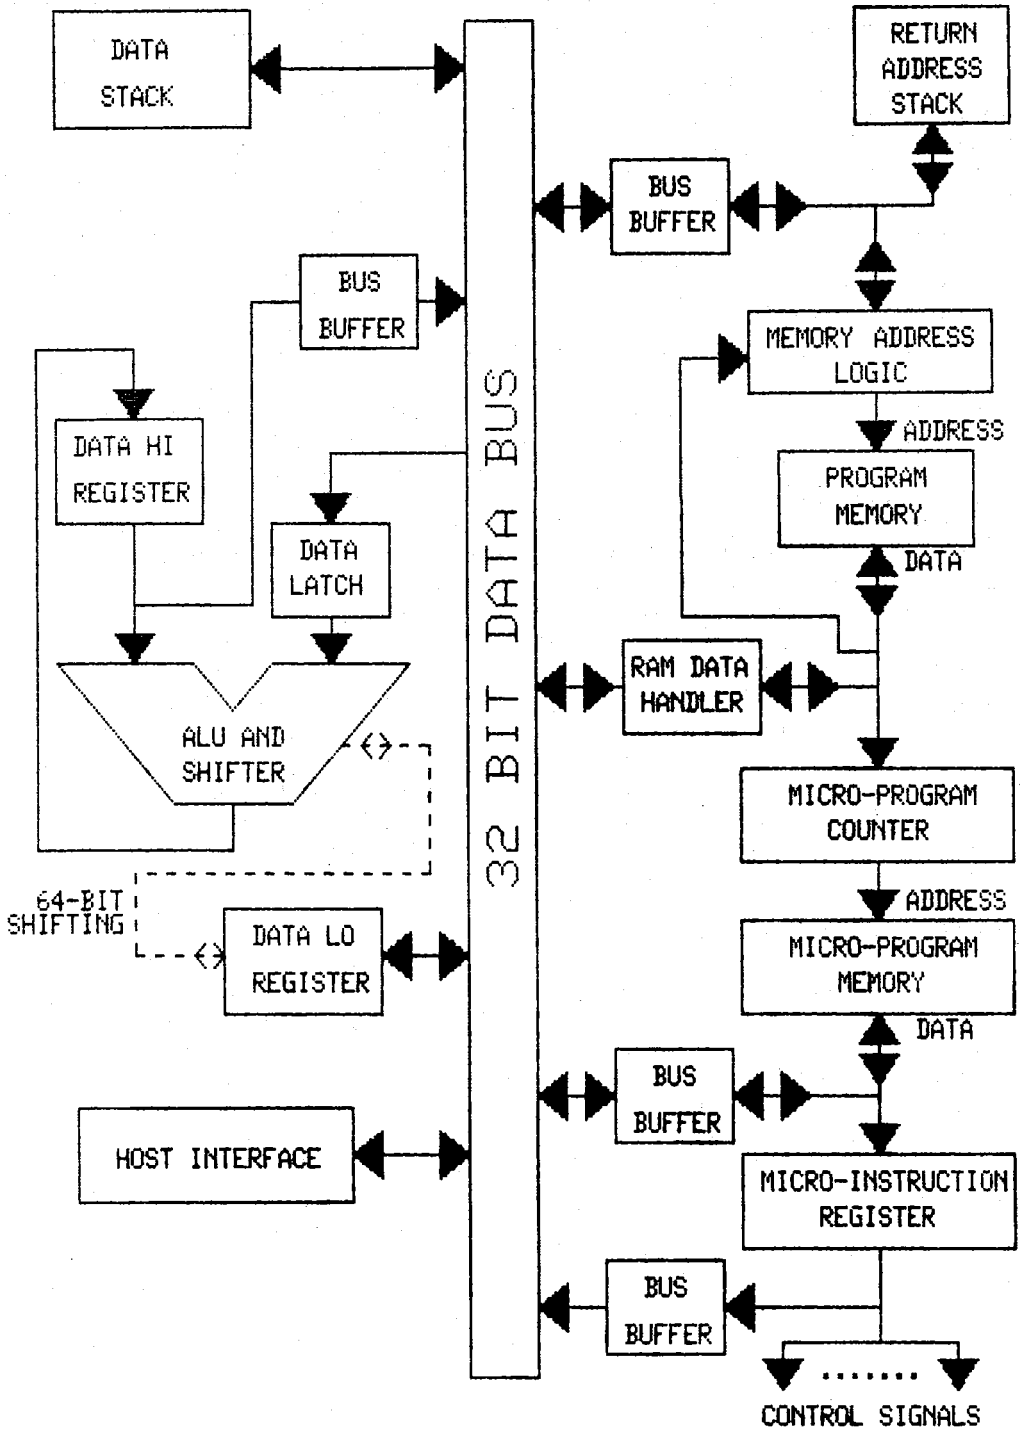 DATA
STACK
RETURN
ADDRESS
STACK
BUS
BUFFER
BUS
BUFFER
MEMORY ADDRESS
LOGIC
ADDRESS
DATA HI
REGISTER
PROGRAM
MEMORY
DATA
DATA
LATCH
32 BIT DATA BUS
RAM DATA
HANDLER
ALU AND
SHIFTER
MICRO-PROGRAM
COUNTER
64-BIT
SHIFTING
ADDRESS
DATA LO
REGISTER
MICRO-PROGRAM
MEMORY
DATA
BUS
BUFFER
HOST INTERFACE
MICRO-INSTRUCTION
REGISTER
BUS
BUFFER
CONTROL SIGNALS